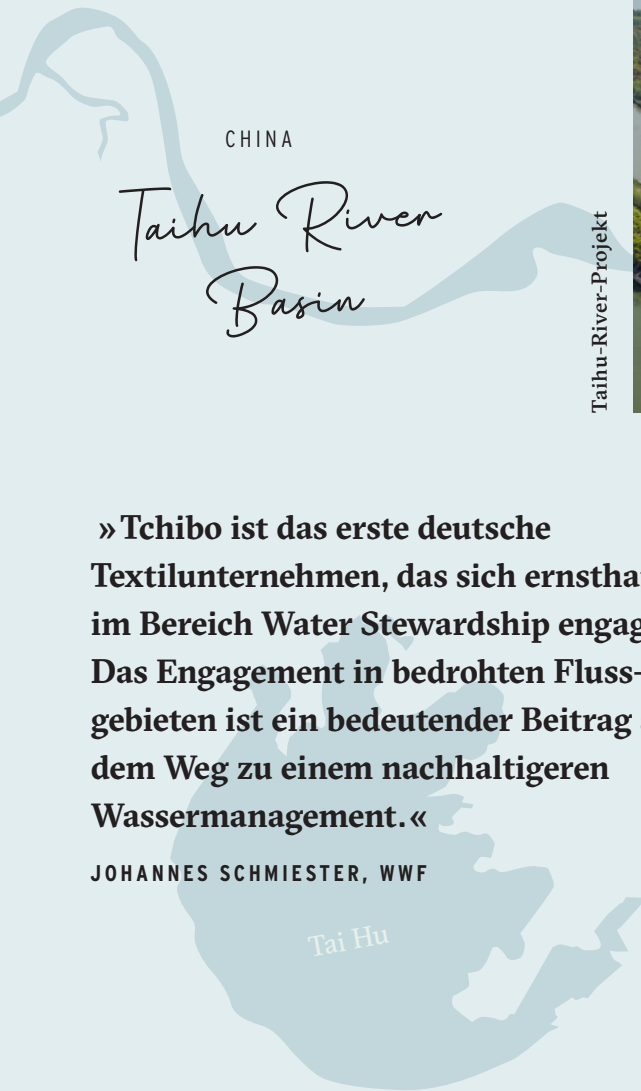 CHINA
Taihu River
Basin
Taihu-River-Projekt
»Tchibo ist das erste deutsche
Textilunternehmen, das sich
im Bereich Water Stewardship
Das Engagement in bedrohten Fluss-
gebieten ist ein bedeutender Beitrag
dem Weg zu einem nachhaltigeren
Wassermanagement.«
JOHANNES SCHMIESTER, WWF
Tai Hu